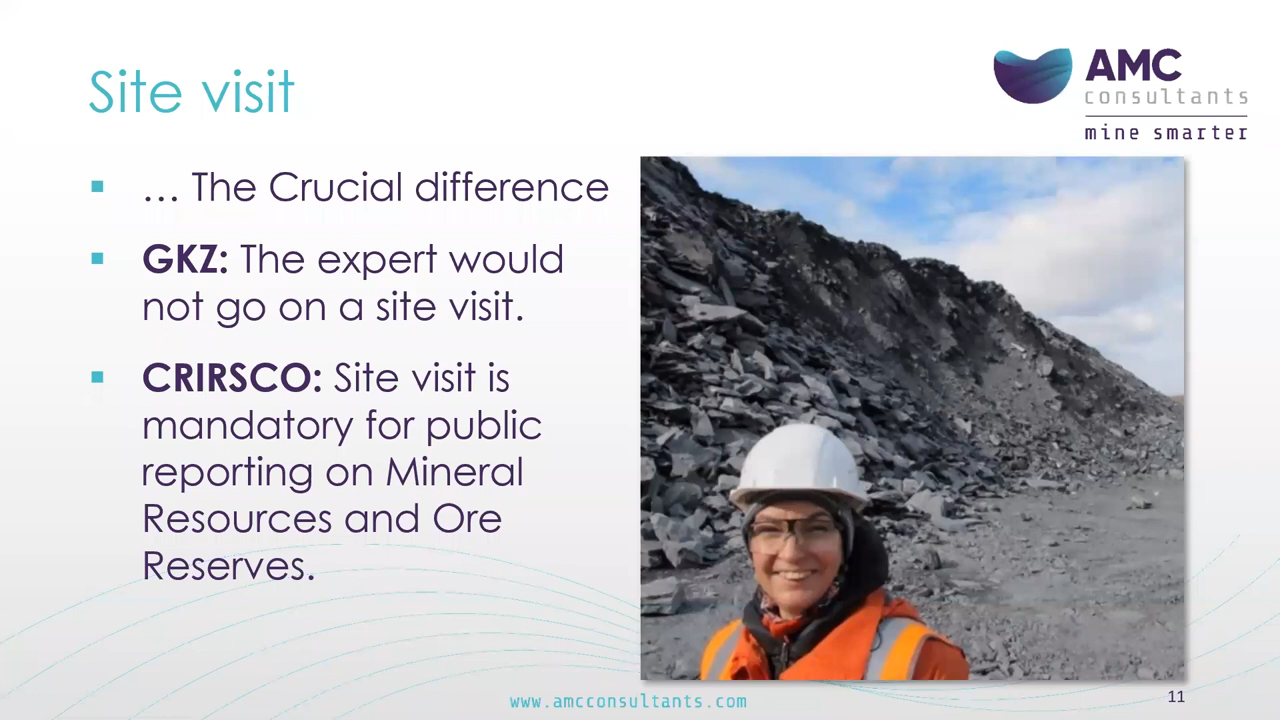 Site visit
AMC
consultants
mine smarter
▪ … The Crucial difference
▪ GKZ: The expert would
not go on a site visit.
▪ CRIRSCO: Site visit is
mandatory for public
reporting on Mineral
Resources and Ore
Reserves.
www.amcconsultants.com
11